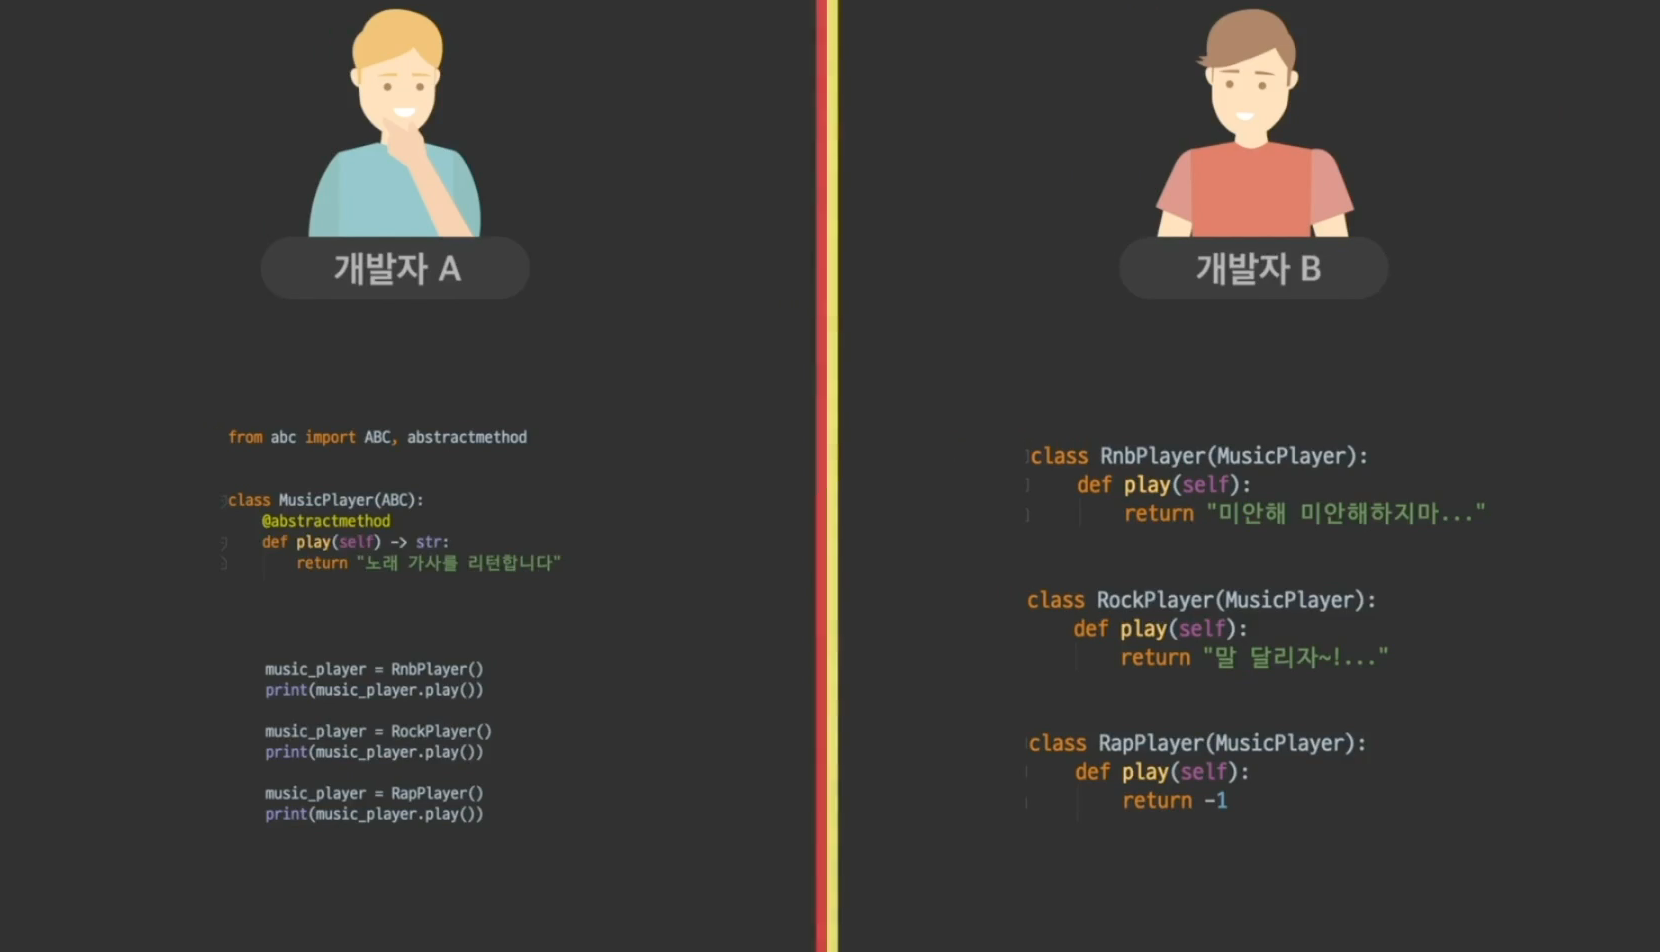 개발자 A
from abc import ABC, abstractmethod
class MusicPlayer(ABC):
    @abstractmethod
    def play(self) -> str:
        return "노래 가사를 리턴합니다"
music_player = RnbPlayer()
print(music_player.play())
music_player = RockPlayer()
print(music_player.play())
music_player = RapPlayer()
print(music_player.play())
개발자 B
class RnbPlayer(MusicPlayer):
    def play(self):
        return "미안해 미안해하지마..."
class RockPlayer(MusicPlayer):
    def play(self):
        return "말 달리자~!..."
class RapPlayer(MusicPlayer):
    def play(self):
        return -1